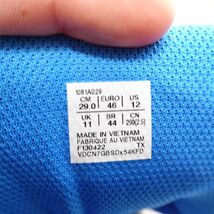 1081A029
CM EURO US
29.0 46 12
UK BR CN
11 44 290(2.5)
MADE IN VIETNAM
FABRIQUE AU VIETNAM
F130422 TX
VDCN7GBSDx54KFD